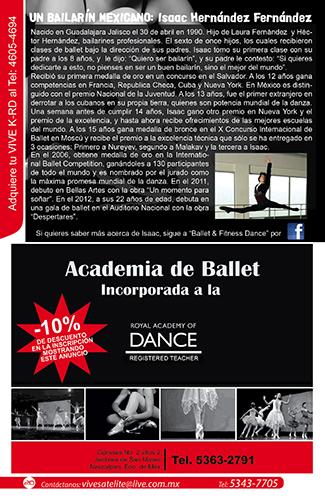 UN BAILARÍN MEXICANO: Isaac Hernández Fernández
Nacido en Guadalajara Jalisco el 30 de abril de 1990. Hijo de Laura Fernández y Héc-
tor Hernández, bailarines profesionales. El sexto de once hijos, los cuales recibieron
clases de ballet bajo la dirección de sus padres, Isaac tomo su primera clase con su
padre a los 8 años, y le dijo: “Quiero ser bailarín”, y su padre le contesto: “Si quieres
dedicarte a esto, no pienses en ser un buen bailarín, sino el mejor del mundo”.
Recibió su primera medalla de oro en un concurso en el Salvador. A los 12 años gana
competencias en Francia, Republica Checa, Cuba y Nueva York. En México es distin-
guido con el premio Nacional de la Juventud. A los 13 años, fue el primer extranjero en
derrotar a los cubanos en su propia tierra, quienes son potencia mundial de la danza.
Una semana antes de cumplir 14 años, Isaac gano otro premio en Nueva York y el
premio de la excelencia, y hasta ahora recibe ofrecimientos de las mejores escuelas
del mundo. A los 15 años gana medalla de bronce en el X Concurso Internacional de
Ballet en Moscú y recibe el premio a la excelencia técnica que sólo se ha entregado en
3 ocasiones; Primero a Nureyev, segundo a Malakav y la tercera a Isaac.
En el 2006, obtiene medalla de oro en la Internatio-
nal Ballet Competition, ganándoles a 130 participantes
de todo el mundo y es nombrado por el jurado como
la máxima promesa mundial de la danza. En el 2011,
debuto en Bellas Artes con la obra “Un momento para
soñar”. En el 2012, a sus 22 años de edad, debuta en
una gala de ballet en el Auditorio Nacional con la obra
“Despertares”.
Si quieres saber más acerca de Isaac, sigue a “Ballet & Fitness Dance” por
f
Adquiere tu VIVE K-RD al Tel: 4605-4694
Academia de Ballet
Incorporada a la
-10%
DE DESCUENTO
EN LA INSCRIPCIÓN
MOSTRANDO
ESTE ANUNCIO
ROYAL ACADEMY OF
DANCE
REGISTERED TEACHER
Tel. 5363-2791
Contáctanos: vivesatelite@live.com.mx
Tel: 5343-7705